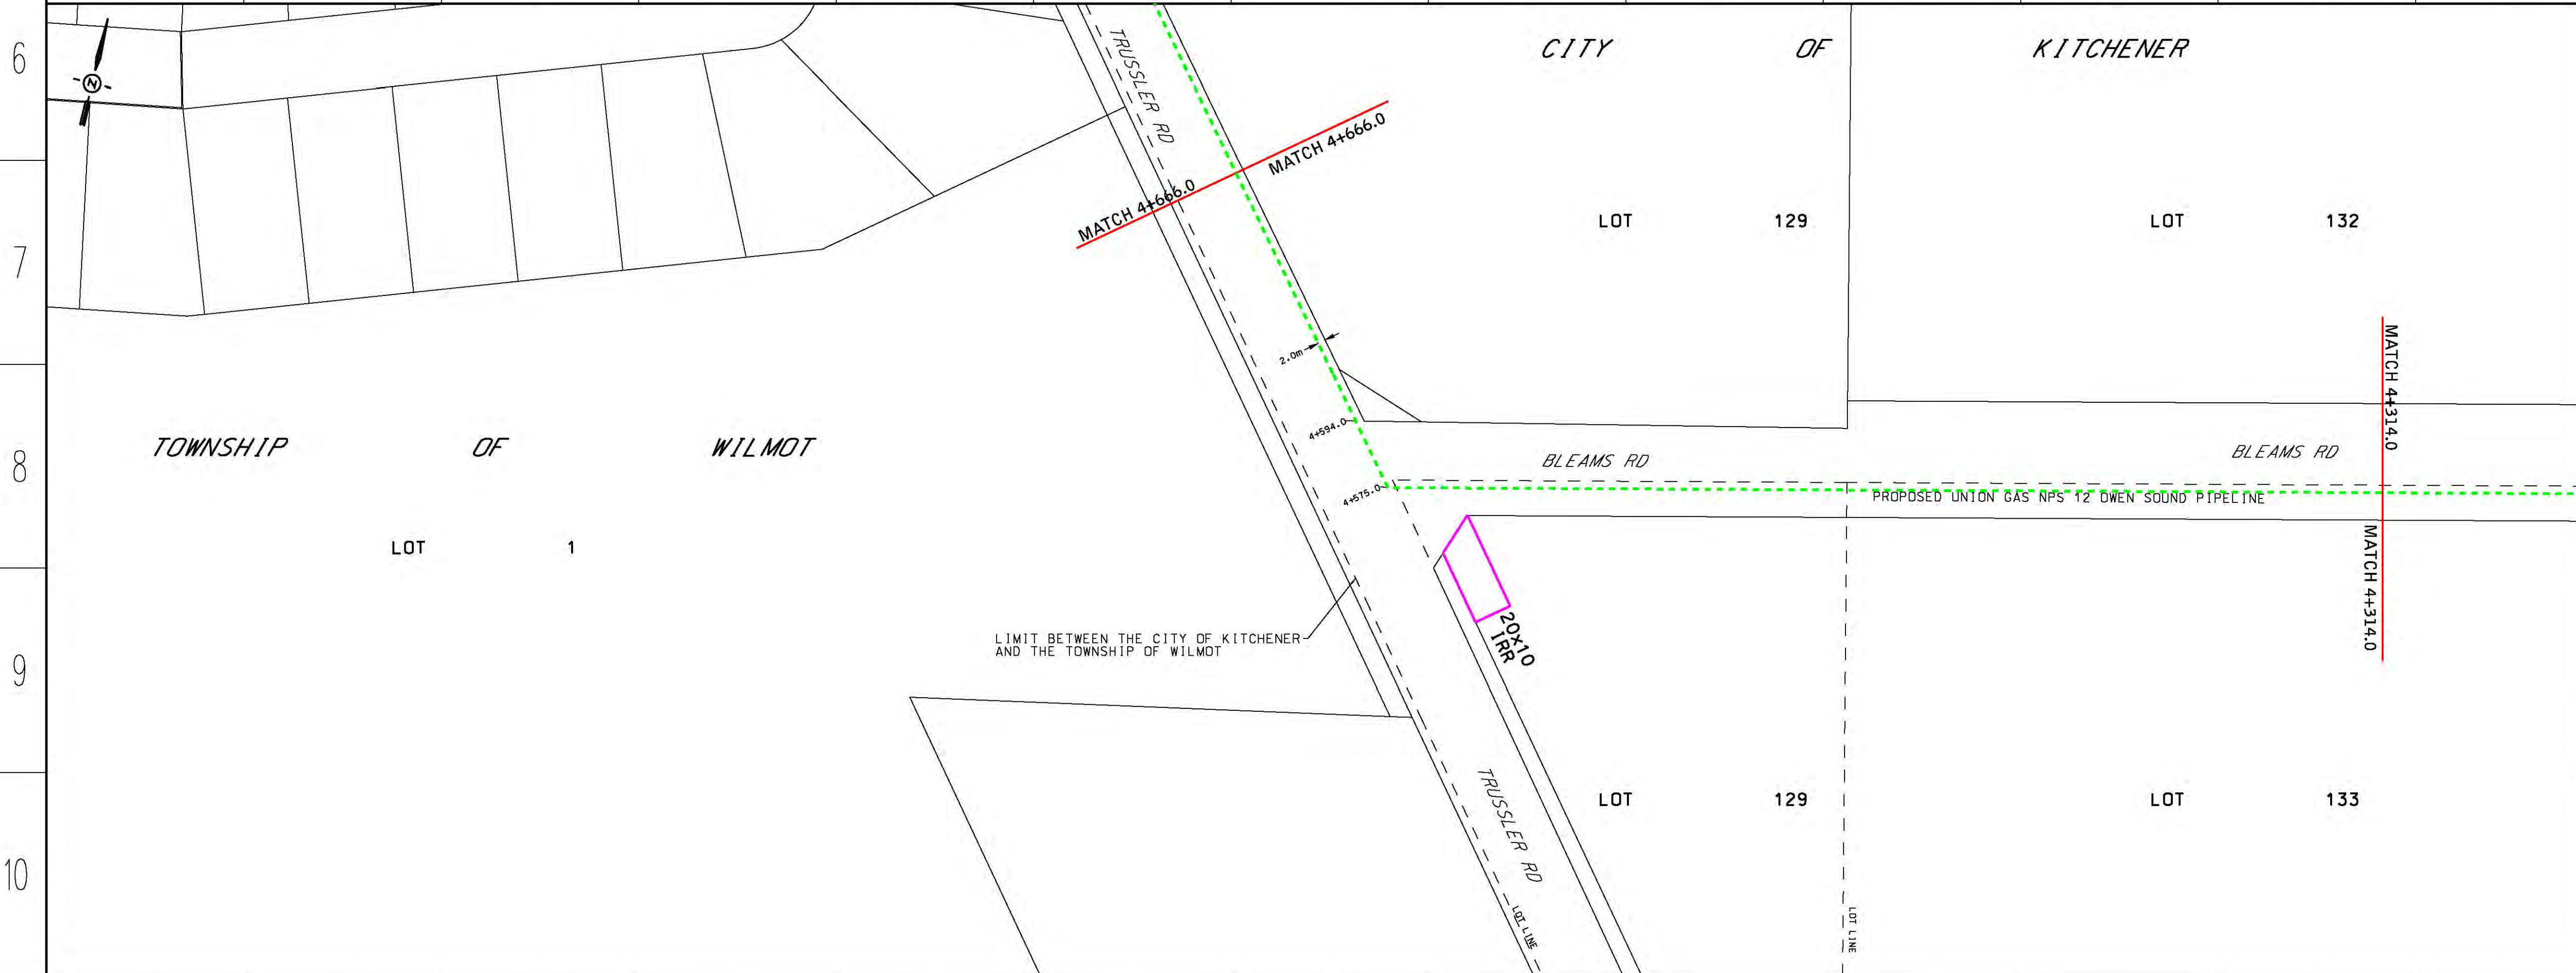 6
7
8
9
10
N
CITY OF KITCHENER
TRUSSLER RD
MATCH 4+666.0
MATCH 4+666.0
LOT 129
LOT 132
2.0m
MATCH 4+314.0
4+594.0
TOWNSHIP OF WILMOT
BLEAMS RD
BLEAMS RD
4+575.0
PROPOSED UNION GAS NPS 12 OWEN SOUND PIPELINE
LOT 1
MATCH 4+314.0
20x10
IRR
LIMIT BETWEEN THE CITY OF KITCHENER
AND THE TOWNSHIP OF WILMOT
TRUSSLER RD
LOT 129
LOT 133
LOT LINE
LOT LINE